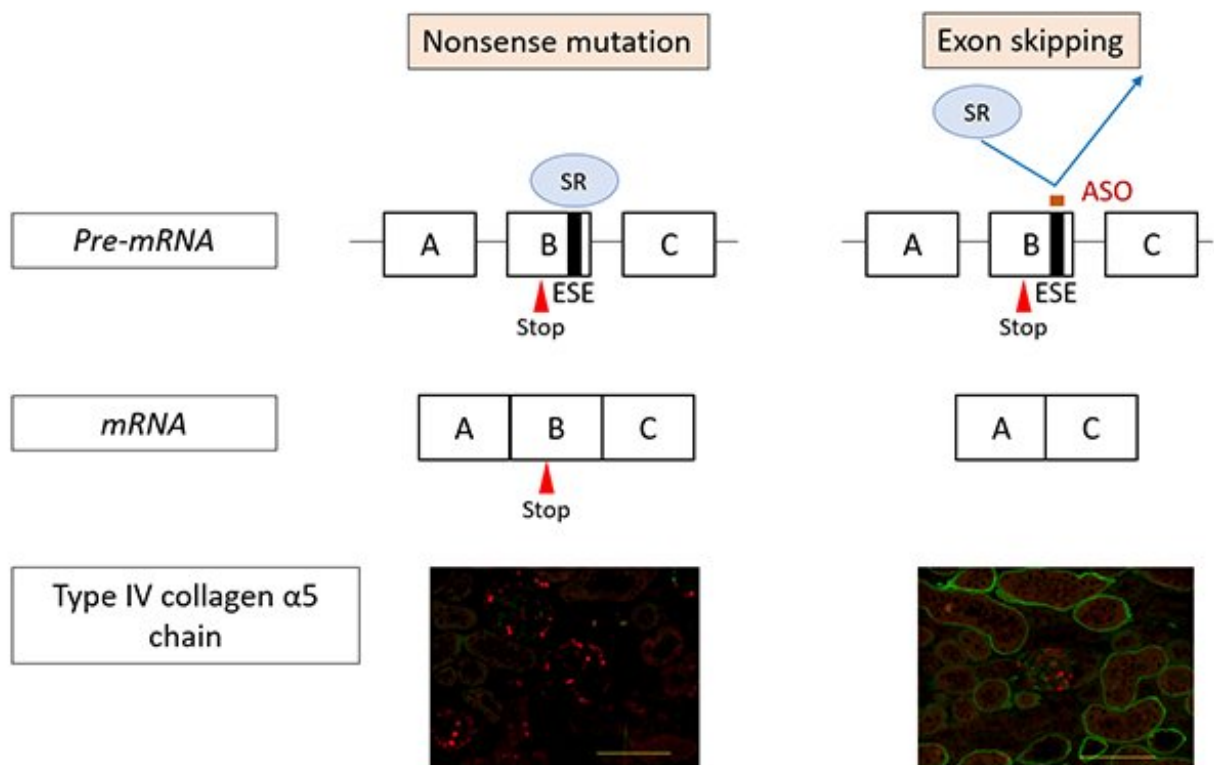 Nonsense mutation
Exon skipping
SR
SR
ASO
Pre-mRNA
A
B
C
A
B
C
ESE
ESE
Stop
Stop
mRNA
A
B
C
A
C
Stop
Type IV collagen α5
chain